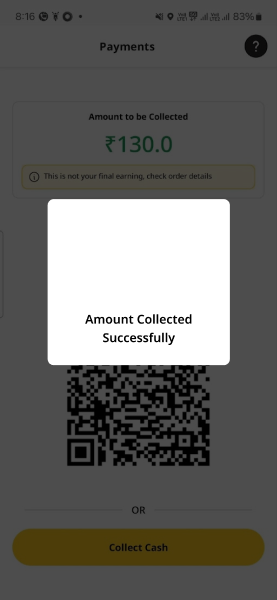 8:16
83%
Payments
?
Amount to be Collected
₹130.0
This is not your final earning, check order details
Amount Collected
Successfully
OR
Collect Cash